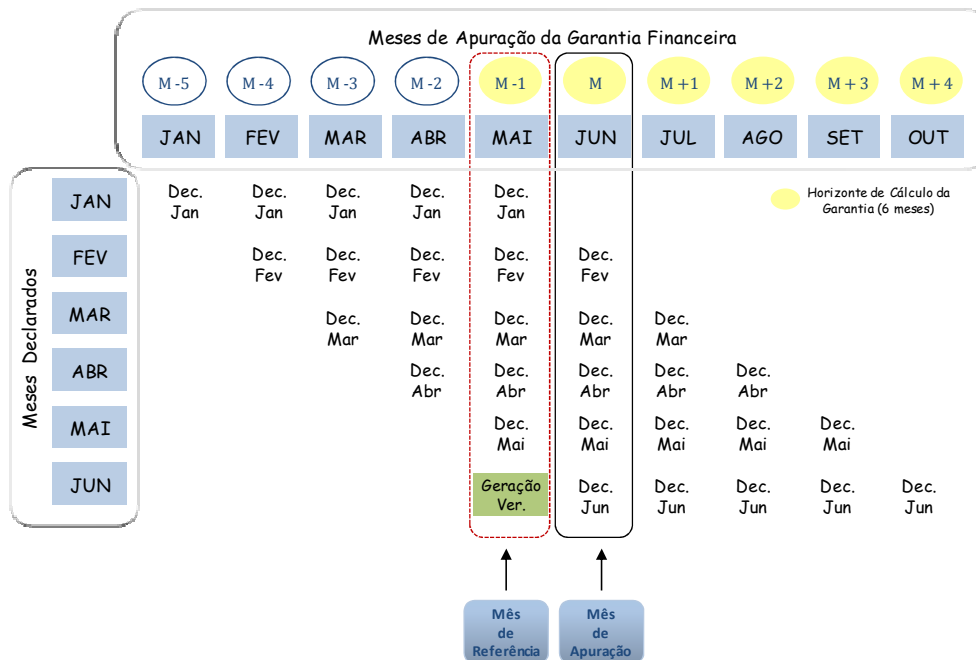 Meses de Apuração da Garantia Financeira
M -5 M -4 M -3 M -2 M -1 M M +1 M +2 M + 3 M + 4
JAN FEV MAR ABR MAI JUN JUL AGO SET OUT
Meses Declarados
JAN
Dec. Dec. Dec. Dec. Dec.
Jan Jan Jan Jan Jan
Horizonte de Cálculo da
Garantia (6 meses)
FEV
Dec. Dec. Dec. Dec. Dec.
Fev Fev Fev Fev Fev
MAR
Dec. Dec. Dec. Dec. Dec.
Mar Mar Mar Mar Mar
ABR
Dec. Dec. Dec. Dec. Dec.
Abr Abr Abr Abr Abr
MAI
Dec. Dec. Dec. Dec. Dec.
Mai Mai Mai Mai Mai
JUN
Geração Dec. Dec. Dec. Dec. Dec.
Ver. Jun Jun Jun Jun Jun
Mês
de
Referência
Mês
de
Apuração